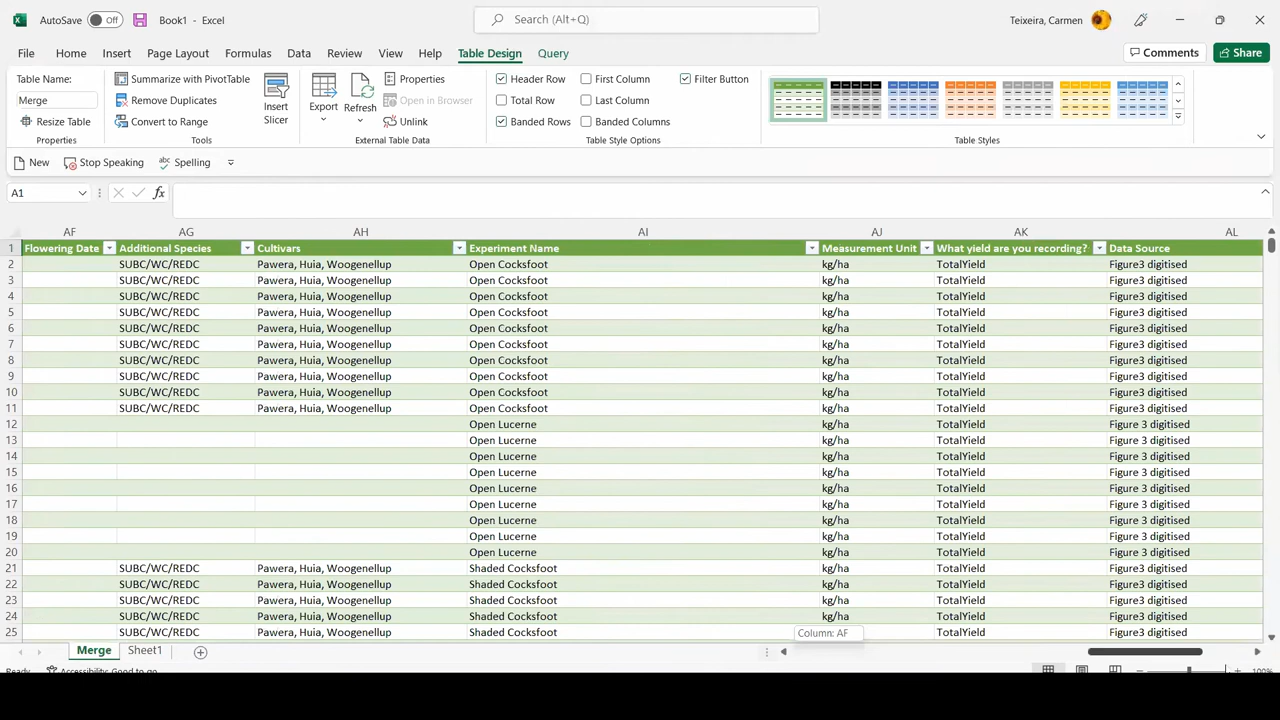 AutoSave Off Book1 - Excel Search (Alt+Q) Teixeira, Carmen
File Home Insert Page Layout Formulas Data Review View Help Table Design Query Comments Share
Table Name: Summarize with PivotTable Properties Header Row First Column Filter Button
Merge Remove Duplicates Insert Slicer Export Refresh Open in Browser Total Row Last Column
Resize Table Convert to Range Unlink Banded Rows Banded Columns
Properties Tools External Table Data Table Style Options Table Styles
New Stop Speaking Spelling
A1 fx
AF AG AH AI AJ AK AL
1 Flowering Date Additional Species Cultivars Experiment Name Measurement Unit What yield are you recording? Data Source
2 SUBC/WC/REDC Pawera, Huia, Woogenellup Open Cocksfoot kg/ha TotalYield Figure3 digitised
3 SUBC/WC/REDC Pawera, Huia, Woogenellup Open Cocksfoot kg/ha TotalYield Figure3 digitised
4 SUBC/WC/REDC Pawera, Huia, Woogenellup Open Cocksfoot kg/ha TotalYield Figure3 digitised
5 SUBC/WC/REDC Pawera, Huia, Woogenellup Open Cocksfoot kg/ha TotalYield Figure3 digitised
6 SUBC/WC/REDC Pawera, Huia, Woogenellup Open Cocksfoot kg/ha TotalYield Figure3 digitised
7 SUBC/WC/REDC Pawera, Huia, Woogenellup Open Cocksfoot kg/ha TotalYield Figure3 digitised
8 SUBC/WC/REDC Pawera, Huia, Woogenellup Open Cocksfoot kg/ha TotalYield Figure3 digitised
9 SUBC/WC/REDC Pawera, Huia, Woogenellup Open Cocksfoot kg/ha TotalYield Figure3 digitised
10 SUBC/WC/REDC Pawera, Huia, Woogenellup Open Cocksfoot kg/ha TotalYield Figure3 digitised
11 SUBC/WC/REDC Pawera, Huia, Woogenellup Open Cocksfoot kg/ha TotalYield Figure3 digitised
12 Open Lucerne kg/ha TotalYield Figure 3 digitised
13 Open Lucerne kg/ha TotalYield Figure 3 digitised
14 Open Lucerne kg/ha TotalYield Figure 3 digitised
15 Open Lucerne kg/ha TotalYield Figure 3 digitised
16 Open Lucerne kg/ha TotalYield Figure 3 digitised
17 Open Lucerne kg/ha TotalYield Figure 3 digitised
18 Open Lucerne kg/ha TotalYield Figure 3 digitised
19 Open Lucerne kg/ha TotalYield Figure 3 digitised
20 Open Lucerne kg/ha TotalYield Figure 3 digitised
21 SUBC/WC/REDC Pawera, Huia, Woogenellup Shaded Cocksfoot kg/ha TotalYield Figure 3 digitised
22 SUBC/WC/REDC Pawera, Huia, Woogenellup Shaded Cocksfoot kg/ha TotalYield Figure 3 digitised
23 SUBC/WC/REDC Pawera, Huia, Woogenellup Shaded Cocksfoot kg/ha TotalYield Figure 3 digitised
24 SUBC/WC/REDC Pawera, Huia, Woogenellup Shaded Cocksfoot kg/ha TotalYield Figure 3 digitised
25 SUBC/WC/REDC Pawera, Huia, Woogenellup Shaded Cocksfoot Column: AF TotalYield Figure 3 digitised
Merge Sheet1
Ready Accessibility: Good to go 100%